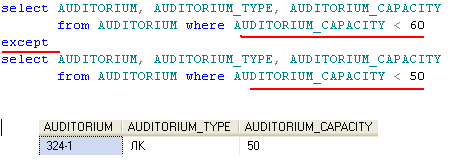 select AUDITORIUM, AUDITORIUM_TYPE, AUDITORIUM_CAPACITY
from AUDITORIUM where AUDITORIUM_CAPACITY < 60
except
select AUDITORIUM, AUDITORIUM_TYPE, AUDITORIUM_CAPACITY
from AUDITORIUM where AUDITORIUM_CAPACITY < 50
AUDITORIUM AUDITORIUM_TYPE AUDITORIUM_CAPACITY
324-1 ЛК 50